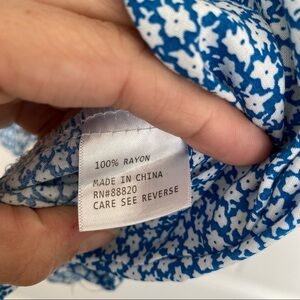 100% RAYON
MADE IN CHINA
RN#88820
CARE SEE REVERSE